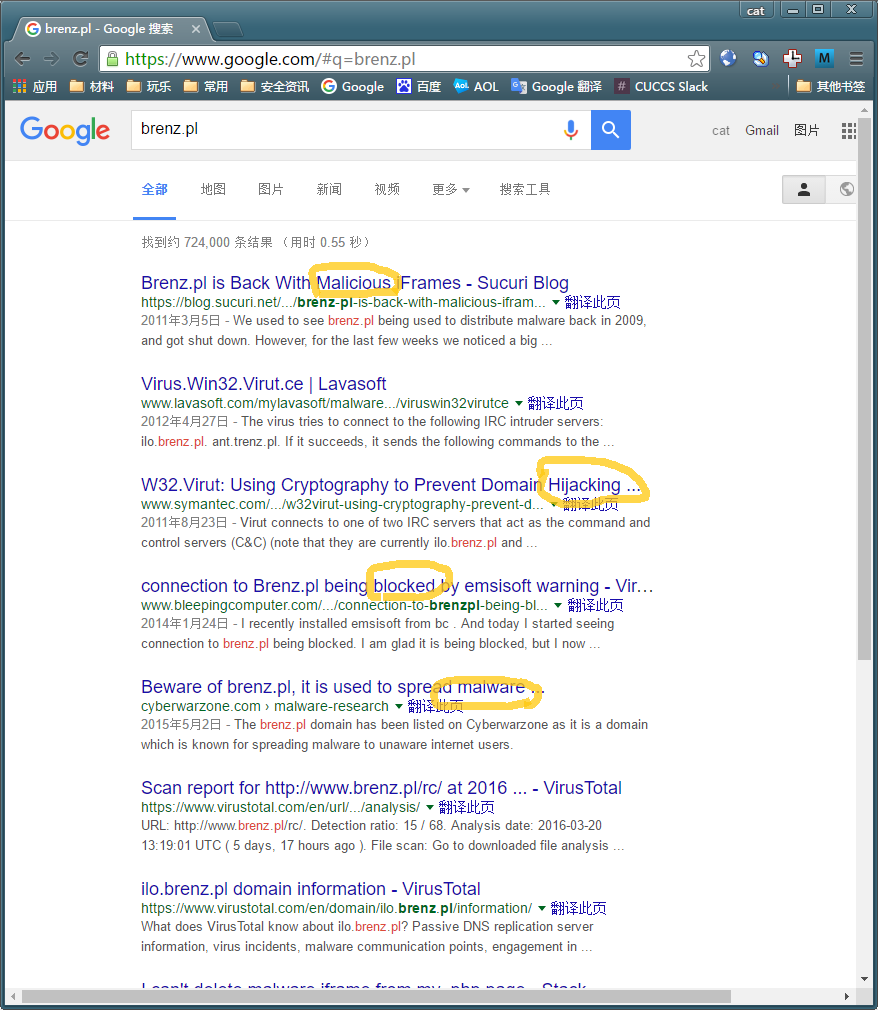 cat
brenz.pl - Google 搜索
https://www.google.com/#q=brenz.pl
M
应用 材料 玩乐 常用 安全资讯 Google 百度 AOL Google 翻译 # CUCCS Slack 其他书签
Google brenz.pl cat Gmail 图片
全部 地图 图片 新闻 视频 更多 搜索工具
找到约 724,000 条结果 （用时 0.55 秒）
Brenz.pl is Back With Malicious iFrames - Sucuri Blog
https://blog.sucuri.net/.../brenz-pl-is-back-with-malicious-ifram... 翻译此页
2011年3月5日 - We used to see brenz.pl being used to distribute malware back in 2009,
and got shut down. However, for the last few weeks we noticed a big ...
Virus.Win32.Virut.ce | Lavasoft
www.lavasoft.com/mylavasoft/malware.../viruswin32virutce 翻译此页
2012年4月27日 - The virus tries to connect to the following IRC intruder servers:
ilo.brenz.pl. ant.trenz.pl. If it succeeds, it sends the following commands to the ...
W32.Virut: Using Cryptography to Prevent Domain Hijacking ...
www.symantec.com/.../w32virut-using-cryptography-prevent-d... 翻译此页
2011年8月23日 - Virut connects to one of two IRC servers that act as the command and
control servers (C&C) (note that they are currently ilo.brenz.pl and ...
connection to Brenz.pl being blocked by emsisoft warning - Vir…
www.bleepingcomputer.com/.../connection-to-brenzpl-being-bl... 翻译此页
2014年1月24日 - I recently installed emsisoft from bc . And today I started seeing
connection to brenz.pl being blocked. I am glad it is being blocked, but I now ...
Beware of brenz.pl, it is used to spread malware ...
cyberwarzone.com › malware-research 翻译此页
2015年5月2日 - The brenz.pl domain has been listed on Cyberwarzone as it is a domain
which is known for spreading malware to unaware internet users.
Scan report for http://www.brenz.pl/rc/ at 2016 ... - VirusTotal
https://www.virustotal.com/en/url/.../analysis/ 翻译此页
URL: http://www.brenz.pl/rc/. Detection ratio: 15 / 68. Analysis date: 2016-03-20
13:19:01 UTC ( 5 days, 17 hours ago ). File scan: Go to downloaded file analysis ...
ilo.brenz.pl domain information - VirusTotal
https://www.virustotal.com/en/domain/ilo.brenz.pl/information/ 翻译此页
What does VirusTotal know about ilo.brenz.pl? Passive DNS replication server
information, virus incidents, malware communication points, engagement in ...
I can't delete malware iframe from my .php page - Stack